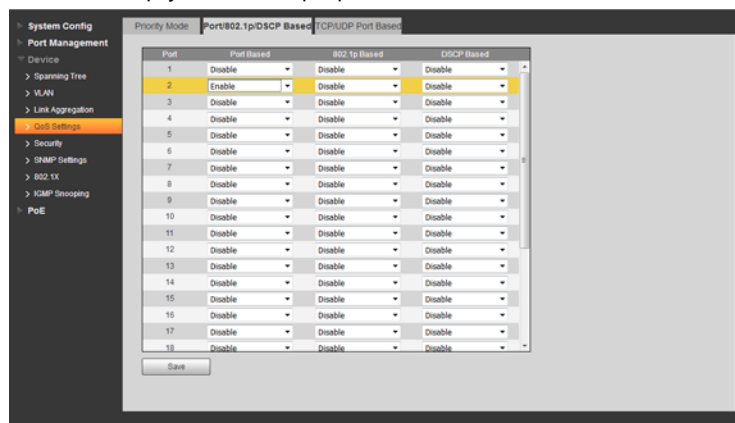 System Config
Port Management
Device
Spanning Tree
VLAN
Link Aggregation
QoS Settings
Security
SNMP Settings
802.1X
IGMP Snooping
PoE
Priority Mode Port/802.1p/DSCP Based TCP/UDP Port Based
Port Port Based 802.1p Based DSCP Based
1 Disable Disable Disable
2 Enable Disable Disable
3 Disable Disable Disable
4 Disable Disable Disable
5 Disable Disable Disable
6 Disable Disable Disable
7 Disable Disable Disable
8 Disable Disable Disable
9 Disable Disable Disable
10 Disable Disable Disable
11 Disable Disable Disable
12 Disable Disable Disable
13 Disable Disable Disable
14 Disable Disable Disable
15 Disable Disable Disable
16 Disable Disable Disable
17 Disable Disable Disable
18 Disable Disable Disable
Save